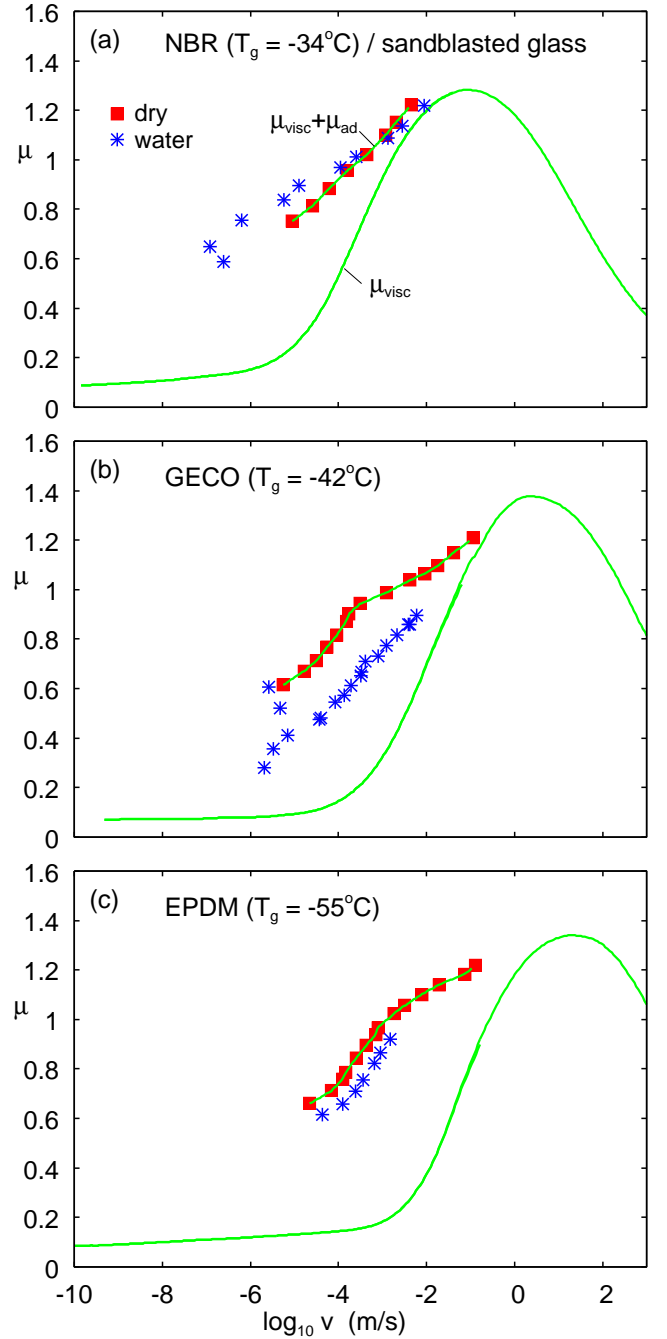 (a) NBR (Tg = -34°C) / sandblasted glass
1.6
1.4
1.2
1
0.8
0.6
0.4
0.2
0
μ
dry
water
μvisc+μad
μvisc
(b) GECO (Tg = -42°C)
1.6
1.4
1.2
1
0.8
0.6
0.4
0.2
0
μ
(c) EPDM (Tg = -55°C)
1.6
1.4
1.2
1
0.8
0.6
0.4
0.2
0
μ
-10 -8 -6 -4 -2 0 2
log10 v (m/s)